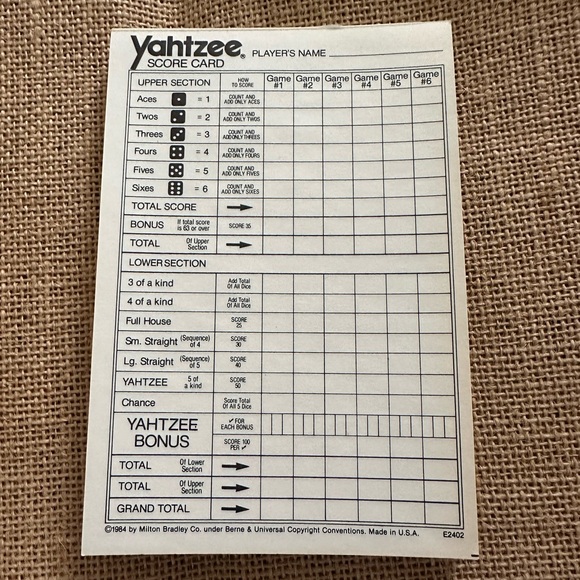 Yahtzee® PLAYER'S NAME
SCORE CARD
UPPER SECTION HOW TO SCORE Game #1 Game #2 Game #3 Game #4 Game #5 Game #6
Aces = 1 COUNT AND ADD ONLY ACES
Twos = 2 COUNT AND ADD ONLY TWOS
Threes = 3 COUNT AND ADD ONLY THREES
Fours = 4 COUNT AND ADD ONLY FOURS
Fives = 5 COUNT AND ADD ONLY FIVES
Sixes = 6 COUNT AND ADD ONLY SIXES
TOTAL SCORE
BONUS If total score is 63 or over SCORE 35
TOTAL Of Upper Section
LOWER SECTION
3 of a kind Add Total Of All Dice
4 of a kind Add Total Of All Dice
Full House SCORE 25
Sm. Straight (Sequence of 4) SCORE 30
Lg. Straight (Sequence of 5) SCORE 40
YAHTZEE 5 of a kind SCORE 50
Chance Score Total Of All 5 Dice
YAHTZEE BONUS ✓ FOR EACH BONUS
SCORE 100 PER ✓
TOTAL Of Lower Section
TOTAL Of Upper Section
GRAND TOTAL
©1984 by Milton Bradley Co. under Berne & Universal Copyright Conventions. Made in U.S.A. E2402